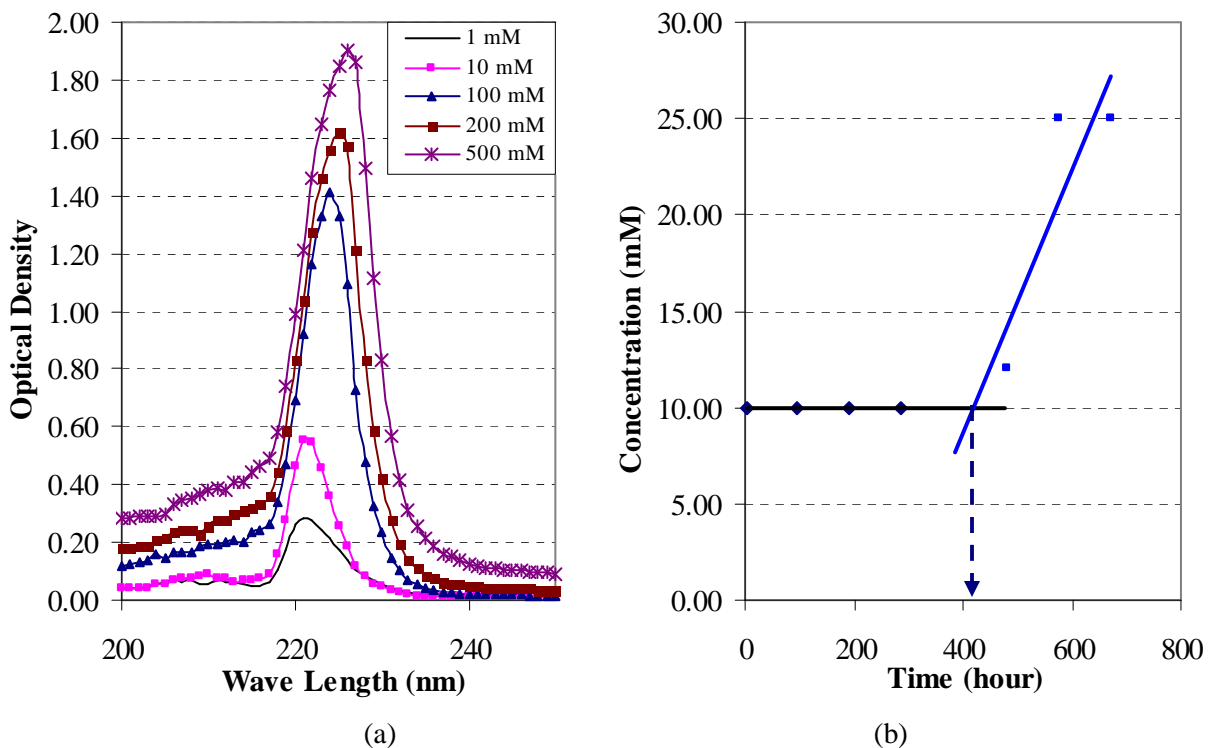 2.00
1.80
1.60
1.40
1.20
1.00
0.80
0.60
0.40
0.20
0.00
Optical Density
200
220
240
Wave Length (nm)
1 mM
10 mM
100 mM
200 mM
500 mM
(a)
30.00
25.00
20.00
15.00
10.00
5.00
0.00
Concentration (mM)
0
200
400
600
800
Time (hour)
(b)